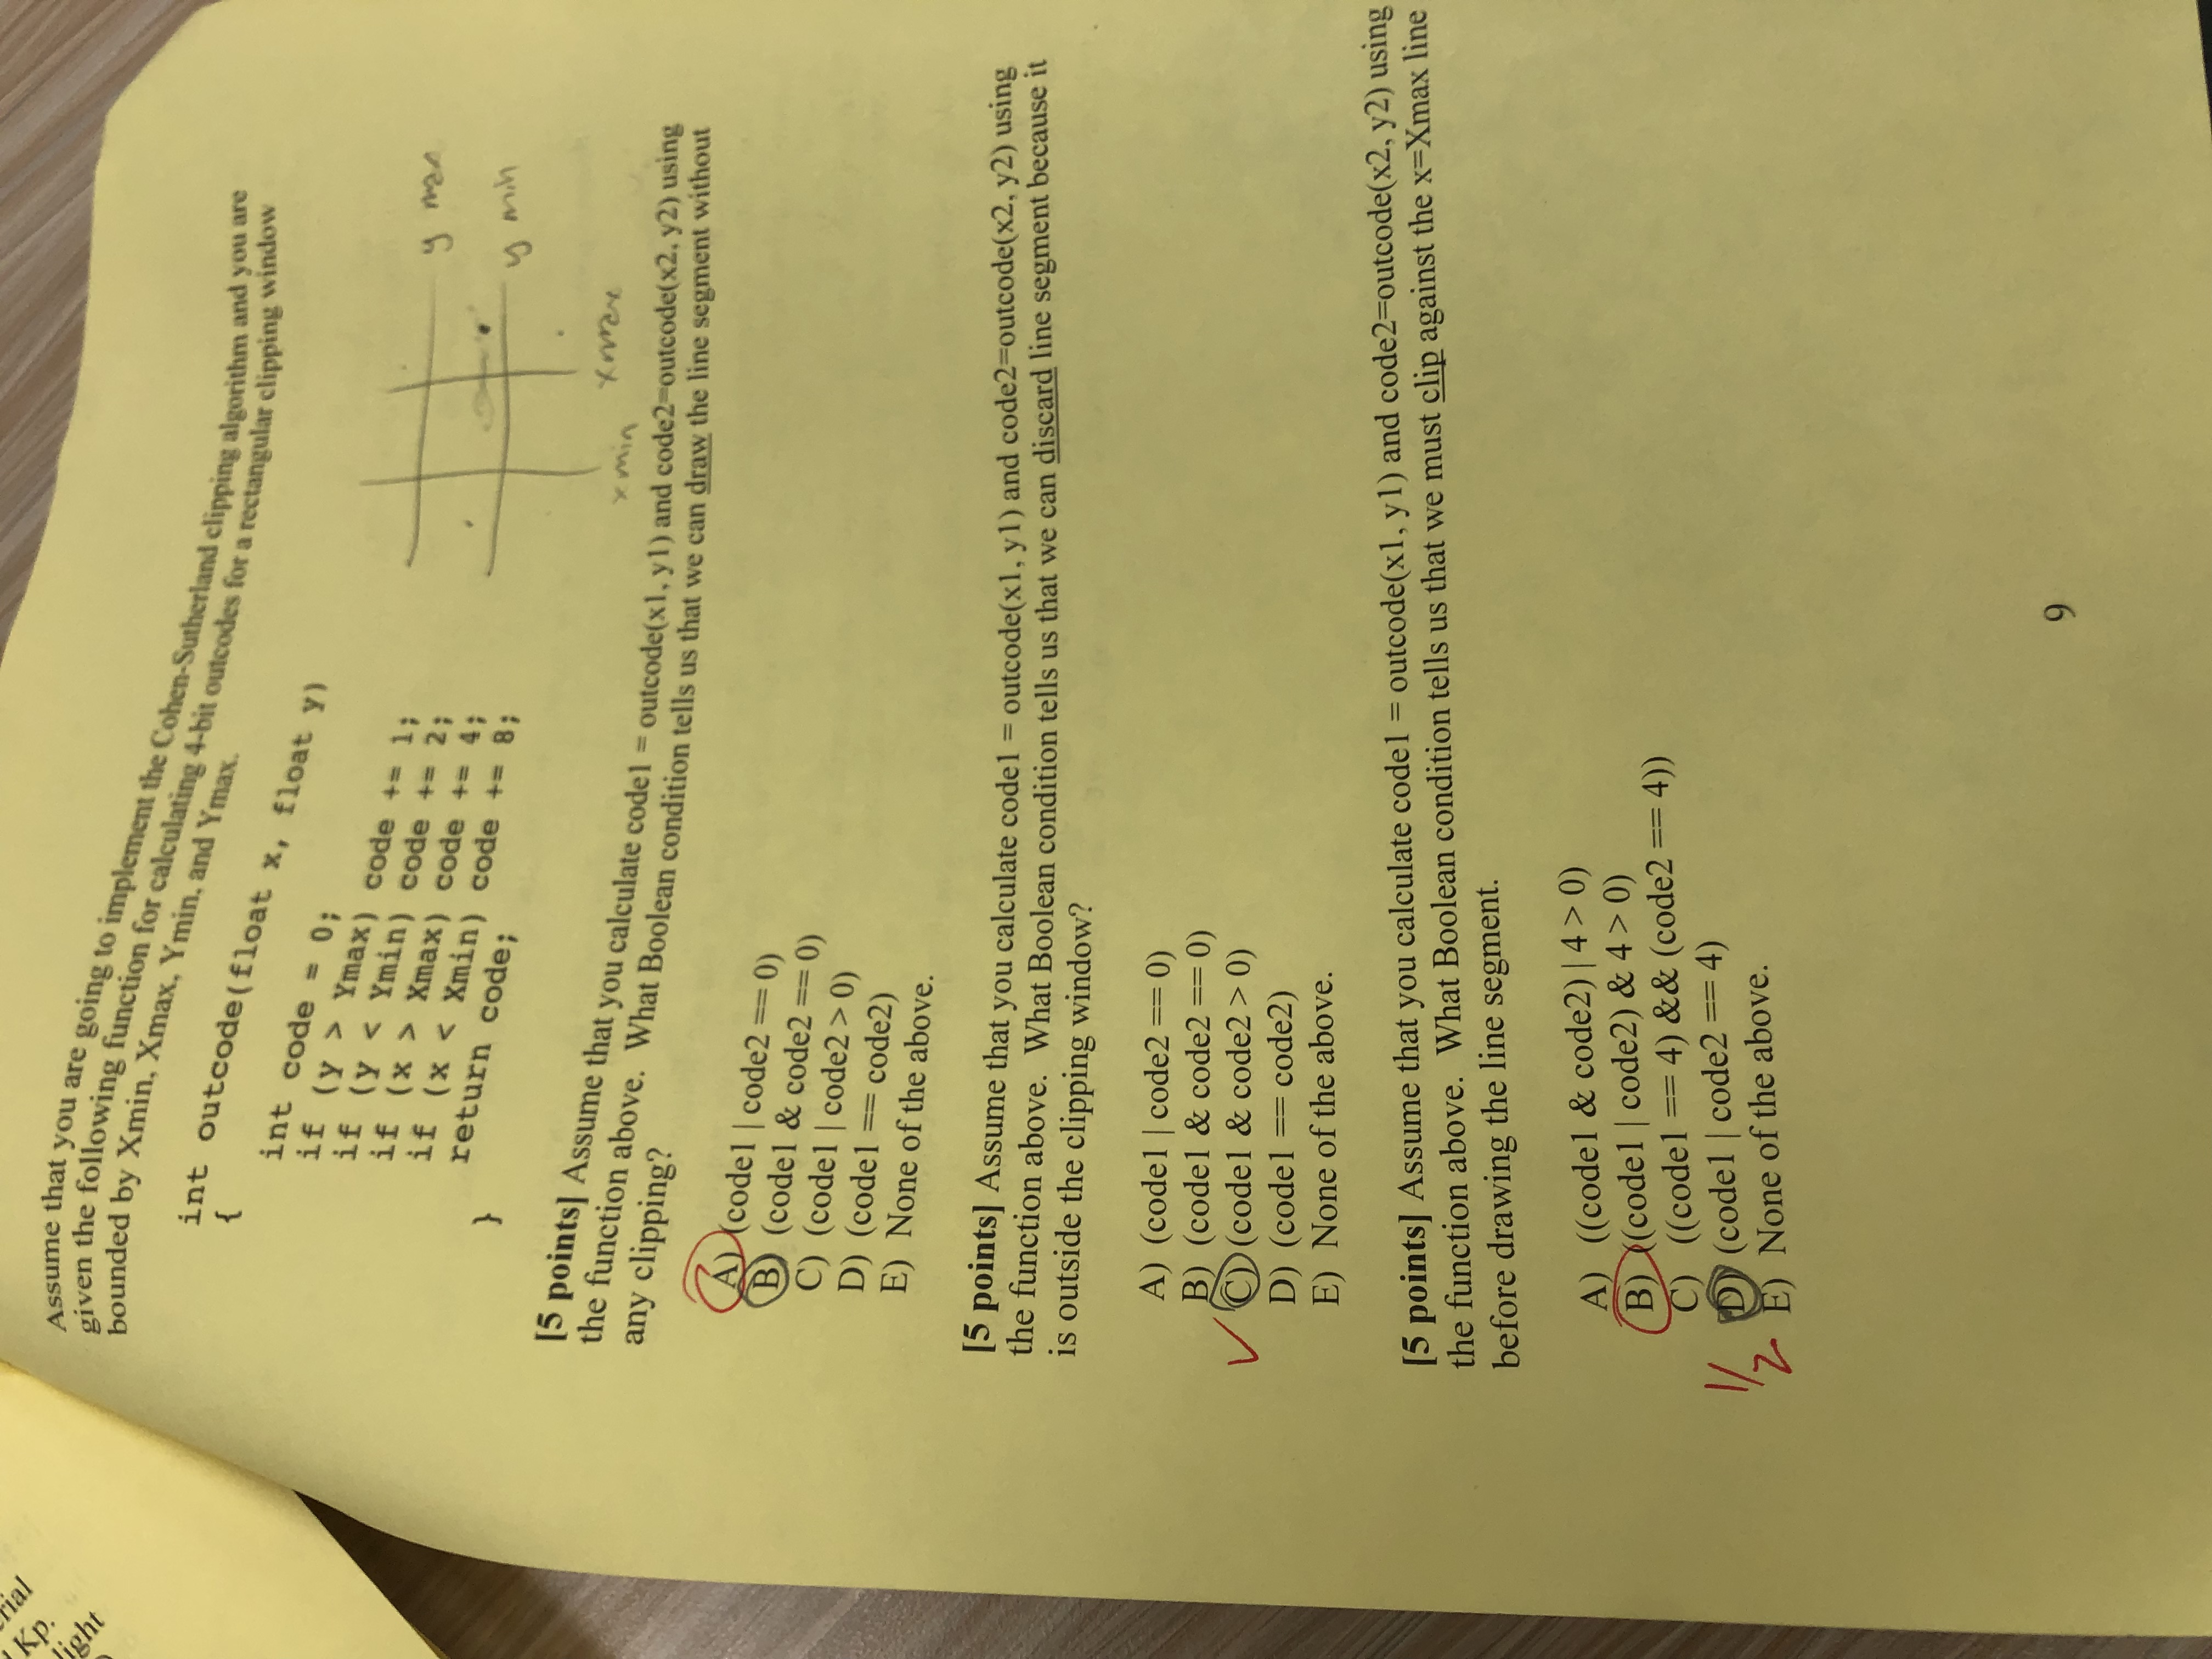 rial
Kp.
light
Assume that you are going to implement the Cohen-Sutherland clipping algorithm and you are
given the following function for calculating 4-bit outcodes for a rectangular clipping window
bounded by Xmin, Xmax, Ymin, and Ymax.
int outcode(float x, float y)
{
int code = 0;
if (y > Ymax) code += 1;
if (y < Ymin) code += 2;
if (x > Xmax) code += 4;
if (x < Xmin) code += 8;
return code;
}
y max
y min
x min xmax
[5 points] Assume that you calculate code1 = outcode(x1, y1) and code2=outcode(x2, y2) using
the function above. What Boolean condition tells us that we can draw the line segment without
any clipping?
A) (code1 | code2 == 0)
B) (code1 & code2 == 0)
C) (code1 | code2 > 0)
D) (code1 == code2)
E) None of the above.
[5 points] Assume that you calculate code1 = outcode(x1, y1) and code2=outcode(x2, y2) using
the function above. What Boolean condition tells us that we can discard line segment because it
is outside the clipping window?
A) (code1 | code2 == 0)
B) (code1 & code2 == 0)
C) (code1 & code2 > 0)
D) (code1 == code2)
E) None of the above.
[5 points] Assume that you calculate code1 = outcode(x1, y1) and code2=outcode(x2, y2) using
the function above. What Boolean condition tells us that we must clip against the x=Xmax line
before drawing the line segment.
A) ((code1 & code2) | 4 > 0)
B) ((code1 | code2) & 4 > 0)
C) ((code1 == 4) && (code2 == 4))
1/2 D) (code1 | code2 == 4)
E) None of the above.
9